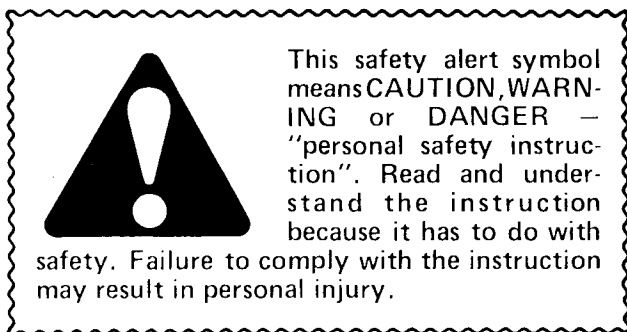 This safety alert symbol
means CAUTION, WARN-
ING or DANGER —
"personal safety instruc-
tion". Read and under-
stand the instruction
because it has to do with
safety. Failure to comply with the instruction
may result in personal injury.